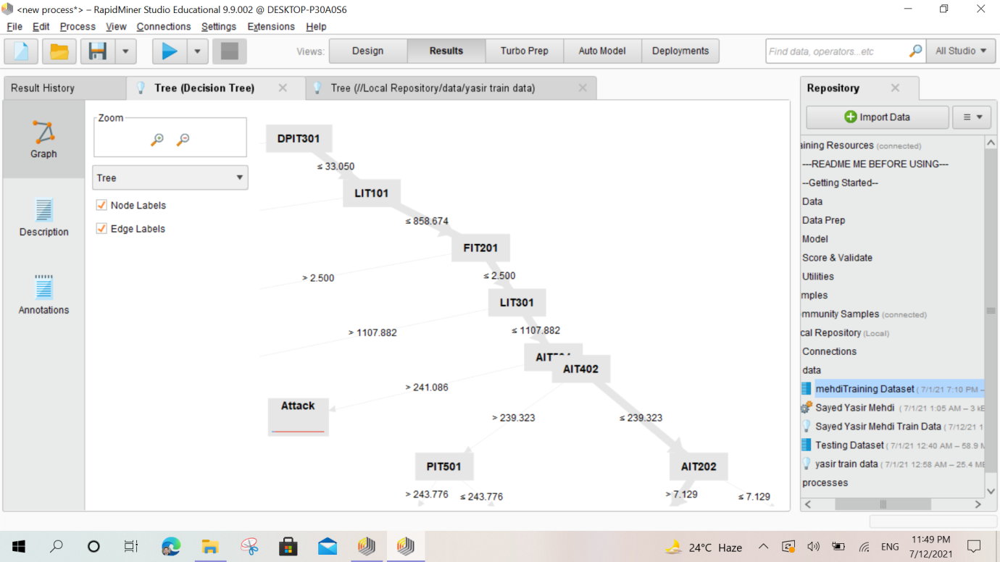 <new process*> – RapidMiner Studio Educational 9.9.002 @ DESKTOP-P30A0S6
File Edit Process View Connections Settings Extensions Help
Views: Design Results Turbo Prep Auto Model Deployments
Find data, operators...etc
All Studio
Result History
Tree (Decision Tree)
Tree (//Local Repository/data/yasir train data)
Graph
Description
Annotations
Zoom
Tree
Node Labels
Edge Labels
DPIT301
≤ 33.050
LIT101
≤ 858.674
FIT201
> 2.500
≤ 2.500
LIT301
> 1107.882
≤ 1107.882
AIT402
> 241.086
Attack
> 239.323
≤ 239.323
PIT501
AIT202
> 243.776
≤ 243.776
> 7.129
≤ 7.129
Repository
Import Data
aining Resources (connected)
---README ME BEFORE USING---
--Getting Started--
Data
Data Prep
Model
Score & Validate
Utilities
mples
mmunity Samples (connected)
cal Repository (Local)
Connections
data
mehdiTraining Dataset ( 7/1/21 7:10 PM –
Sayed Yasir Mehdi ( 7/1/21 1:05 AM – 3 kE
Sayed Yasir Mehdi Train Data ( 7/12/21 1
Testing Dataset ( 7/1/21 12:40 AM – 58.9 M
yasir train data ( 7/1/21 12:58 AM – 25.4 ME
processes
24°C Haze
ENG
11:49 PM
7/12/2021